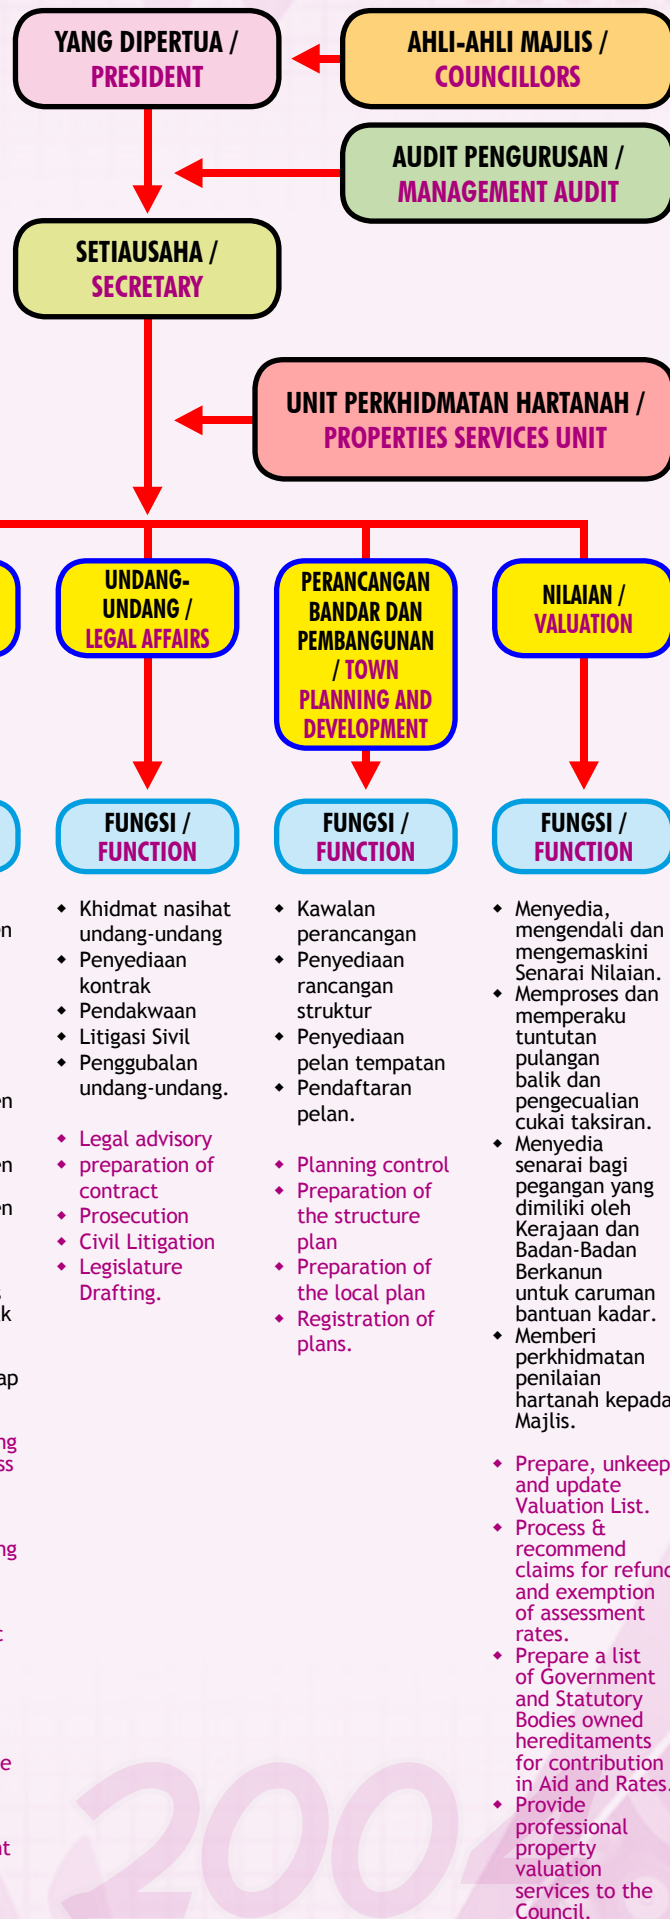 YANG DIPERTUA /
PRESIDENT
AHLI-AHLI MAJLIS /
COUNCILLORS
AUDIT PENGURUSAN /
MANAGEMENT AUDIT
SETIAUSAHA /
SECRETARY
UNIT PERKHIDMATAN HARTANAH /
PROPERTIES SERVICES UNIT
UNDANG-
UNDANG /
LEGAL AFFAIRS
FUNGSI /
FUNCTION
◆ Khidmat nasihat
undang-undang
◆ Penyediaan
kontrak
◆ Pendakwaan
◆ Litigasi Sivil
◆ Penggubalan
undang-undang.
◆ Legal advisory
◆ preparation of
contract
◆ Prosecution
◆ Civil Litigation
◆ Legislature
Drafting.
PERANCANGAN
BANDAR DAN
PEMBANGUNAN
/ TOWN
PLANNING AND
DEVELOPMENT
FUNGSI /
FUNCTION
◆ Kawalan
perancangan
◆ Penyediaan
rancangan
struktur
◆ Penyediaan
pelan tempatan
◆ Pendaftaran
pelan.
◆ Planning control
◆ Preparation of
the structure
plan
◆ Preparation of
the local plan
◆ Registration of
plans.
NILAIAN /
VALUATION
FUNGSI /
FUNCTION
◆ Menyedia,
mengendali dan
mengemaskini
Senarai Nilaian.
◆ Memproses dan
memperaku
tuntutan
pulangan
balik dan
pengecualian
cukai taksiran.
◆ Menyedia
senarai bagi
pegangan yang
dimiliki oleh
Kerajaan dan
Badan-Badan
Berkanun
untuk caruman
bantuan kadar.
◆ Memberi
perkhidmatan
penilaian
hartanah kepada
Majlis.
◆ Prepare, unkeep
and update
Valuation List.
◆ Process &
recommend
claims for refund
and exemption
of assessment
rates.
◆ Prepare a list
of Government
and Statutory
Bodies owned
hereditaments
for contribution
in Aid and Rates.
◆ Provide
professional
property
valuation
services to the
Council.